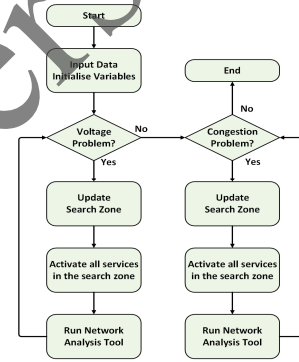 Start
Input Data
Initialise Variables
Voltage
Problem?
No
Yes
Update
Search Zone
Activate all services
in the search zone
Run Network
Analysis Tool
End
No
Congestion
Problem?
Yes
Update
Search Zone
Activate all services
in the search zone
Run Network
Analysis Tool